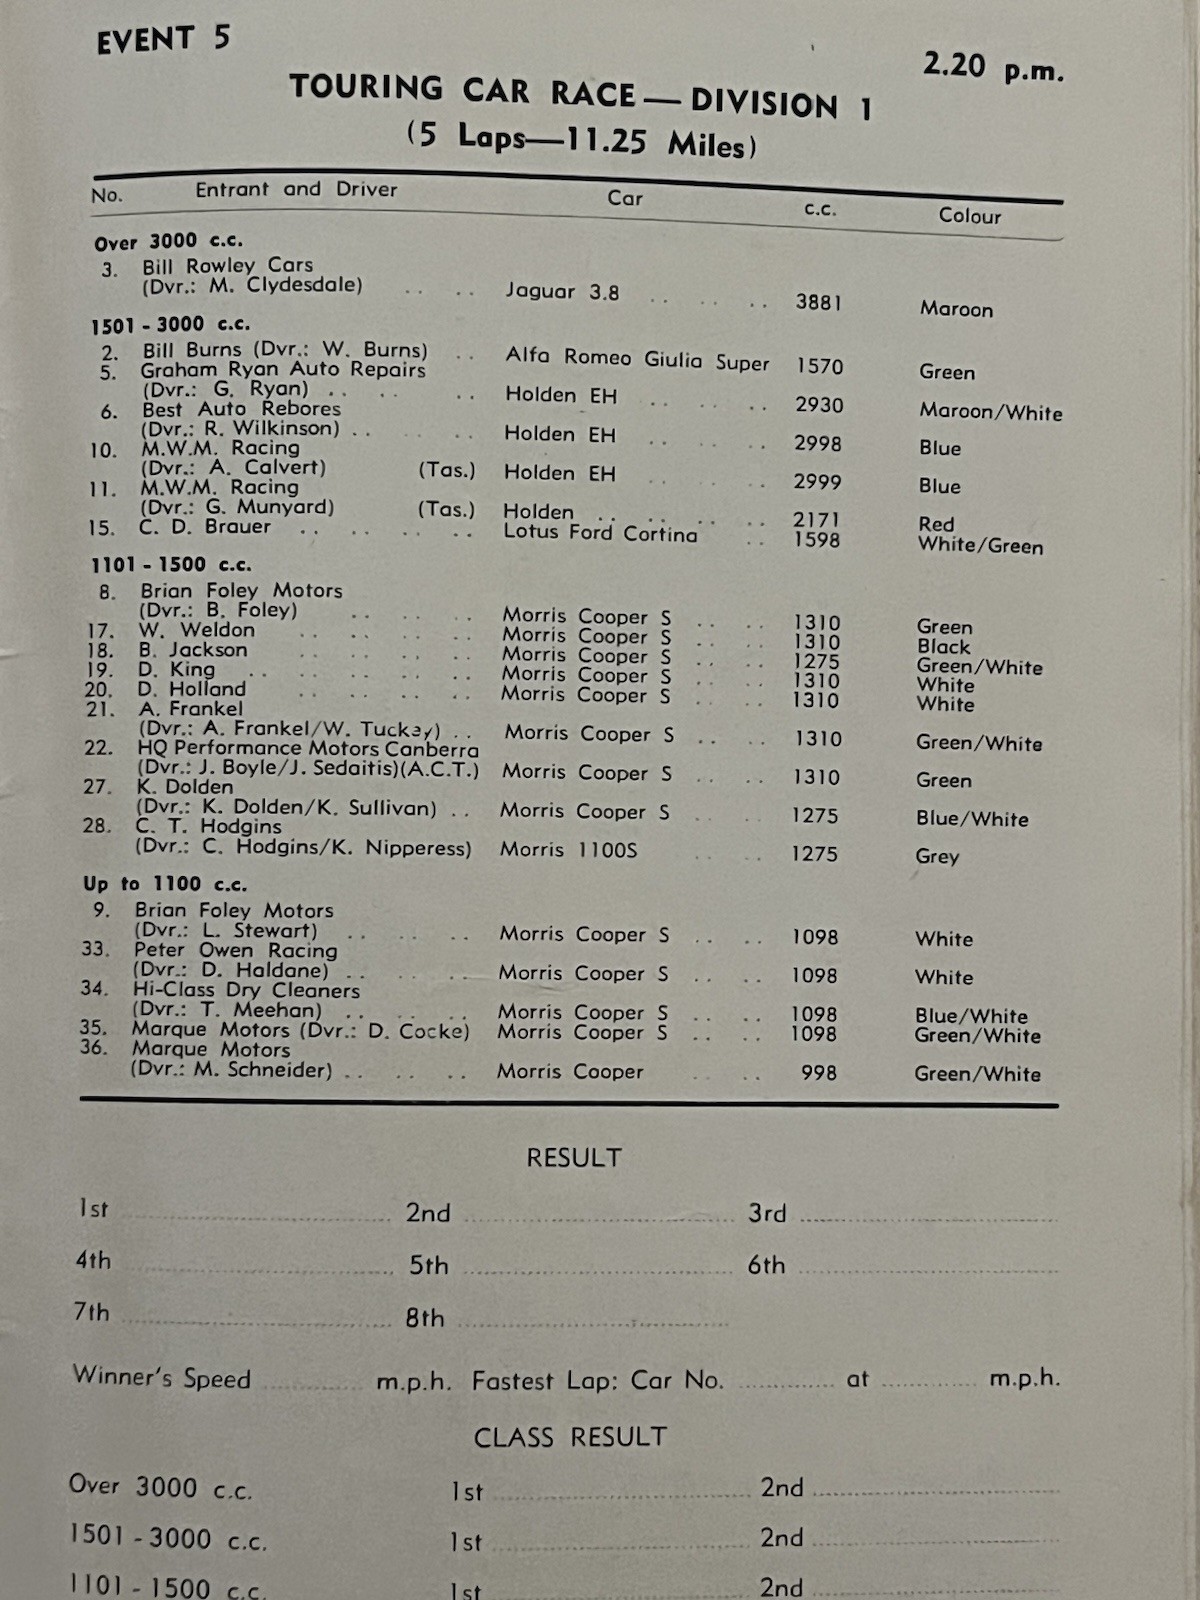 EVENT 5
2.20 p.m.
TOURING CAR RACE — DIVISION 1
(5 Laps—11.25 Miles)
No. Entrant and Driver Car c.c. Colour
Over 3000 c.c.
3. Bill Rowley Cars
(Dvr.: M. Clydesdale) .. .. Jaguar 3.8 .. .. .. 3881 Maroon
1501 - 3000 c.c.
2. Bill Burns (Dvr.: W. Burns) .. Alfa Romeo Giulia Super 1570 Green
5. Graham Ryan Auto Repairs
(Dvr.: G. Ryan) .. .. .. Holden EH .. .. .. 2930 Maroon/White
6. Best Auto Rebores
(Dvr.: R. Wilkinson) .. .. .. Holden EH .. .. .. 2998 Blue
10. M.W.M. Racing
(Dvr.: A. Calvert) (Tas.) Holden EH .. .. .. 2999 Blue
11. M.W.M. Racing
(Dvr.: G. Munyard) (Tas.) Holden .. .. .. .. 2171 Red
15. C. D. Brauer .. .. .. .. Lotus Ford Cortina .. 1598 White/Green
1101 - 1500 c.c.
8. Brian Foley Motors
(Dvr.: B. Foley) .. .. .. Morris Cooper S .. .. 1310 Green
17. W. Weldon .. .. .. .. Morris Cooper S .. .. 1310 Black
18. B. Jackson .. .. .. .. Morris Cooper S .. .. 1275 Green/White
19. D. King .. .. .. .. .. Morris Cooper S .. .. 1310 White
20. D. Holland .. .. .. .. Morris Cooper S .. .. 1310 White
21. A. Frankel
(Dvr.: A. Frankel/W. Tuckey) .. Morris Cooper S .. .. 1310 Green/White
22. HQ Performance Motors Canberra
(Dvr.: J. Boyle/J. Sedaitis)(A.C.T.) Morris Cooper S .. .. 1310 Green
27. K. Dolden
(Dvr.: K. Dolden/K. Sullivan) .. Morris Cooper S .. .. 1275 Blue/White
28. C. T. Hodgins
(Dvr.: C. Hodgins/K. Nipperess) Morris 1100S .. .. 1275 Grey
Up to 1100 c.c.
9. Brian Foley Motors
(Dvr.: L. Stewart) .. .. .. Morris Cooper S .. .. 1098 White
33. Peter Owen Racing
(Dvr.: D. Haldane) .. .. .. Morris Cooper S .. .. 1098 White
34. Hi-Class Dry Cleaners
(Dvr.: T. Meehan) .. .. .. Morris Cooper S .. .. 1098 Blue/White
35. Marque Motors (Dvr.: D. Cocke) Morris Cooper S .. .. 1098 Green/White
36. Marque Motors
(Dvr.: M. Schneider) .. .. .. Morris Cooper .. .. 998 Green/White
RESULT
1st 2nd 3rd
4th 5th 6th
7th 8th
Winner's Speed m.p.h. Fastest Lap: Car No. at m.p.h.
CLASS RESULT
Over 3000 c.c. 1st 2nd
1501 - 3000 c.c. 1st 2nd
1101 - 1500 c.c. 1st 2nd